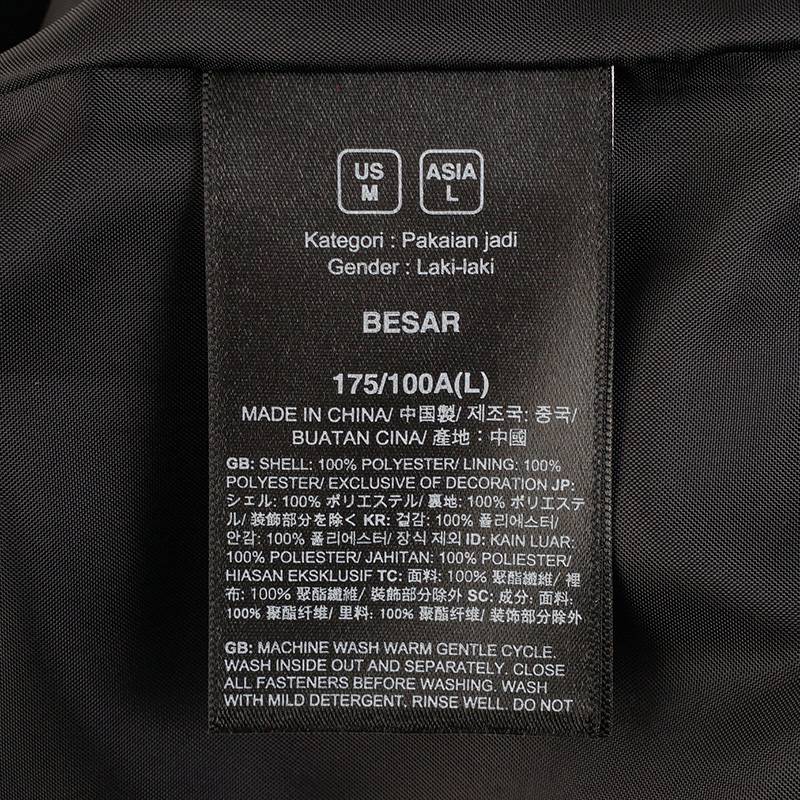 US
M
ASIA
L
Kategori : Pakaian jadi
Gender : Laki-laki
BESAR
175/100A(L)
MADE IN CHINA/ 中国製/ 제조국: 중국/
BUATAN CINA/ 產地：中國
GB: SHELL: 100% POLYESTER/ LINING: 100%
POLYESTER/ EXCLUSIVE OF DECORATION JP:
シェル: 100% ポリエステル/ 裏地: 100% ポリエステ
ル/ 装飾部分を除く KR: 겉감: 100% 폴리에스터/
안감: 100% 폴리에스터/ 장식 제외 ID: KAIN LUAR:
100% POLIESTER/ JAHITAN: 100% POLIESTER/
HIASAN EKSKLUSIF TC: 面料: 100% 聚酯纖維/ 裡
布: 100% 聚酯纖維/ 裝飾部分除外 SC: 成分: 面料:
100% 聚酯纤维/ 里料: 100% 聚酯纤维/ 装饰部分除外
GB: MACHINE WASH WARM GENTLE CYCLE.
WASH INSIDE OUT AND SEPARATELY. CLOSE
ALL FASTENERS BEFORE WASHING. WASH
WITH MILD DETERGENT. RINSE WELL. DO NOT